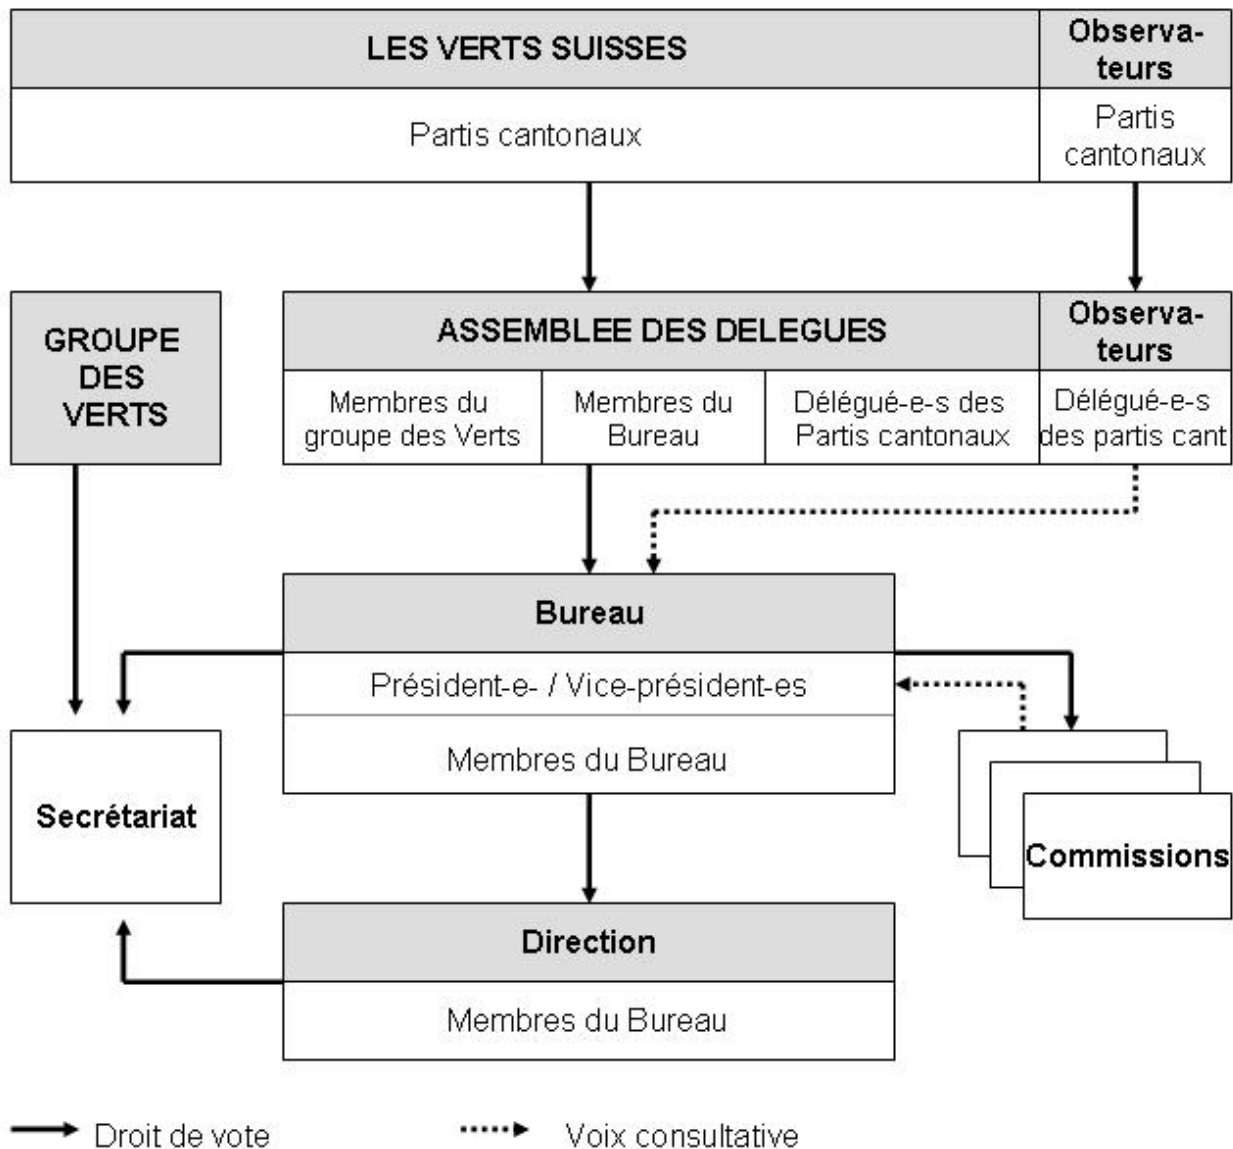 LES VERTS SUISSES
Observa-
teurs
Partis cantonaux
Partis
cantonaux
GROUPE
DES
VERTS
ASSEMBLEE DES DELEGUES
Observa-
teurs
Membres du
groupe des Verts
Membres du
Bureau
Délégué-e-s des
Partis cantonaux
Délégué-e-s
des partis cant
Bureau
Président-e- / Vice-président-es
Membres du Bureau
Secrétariat
Commissions
Direction
Membres du Bureau
Droit de vote
Voix consultative